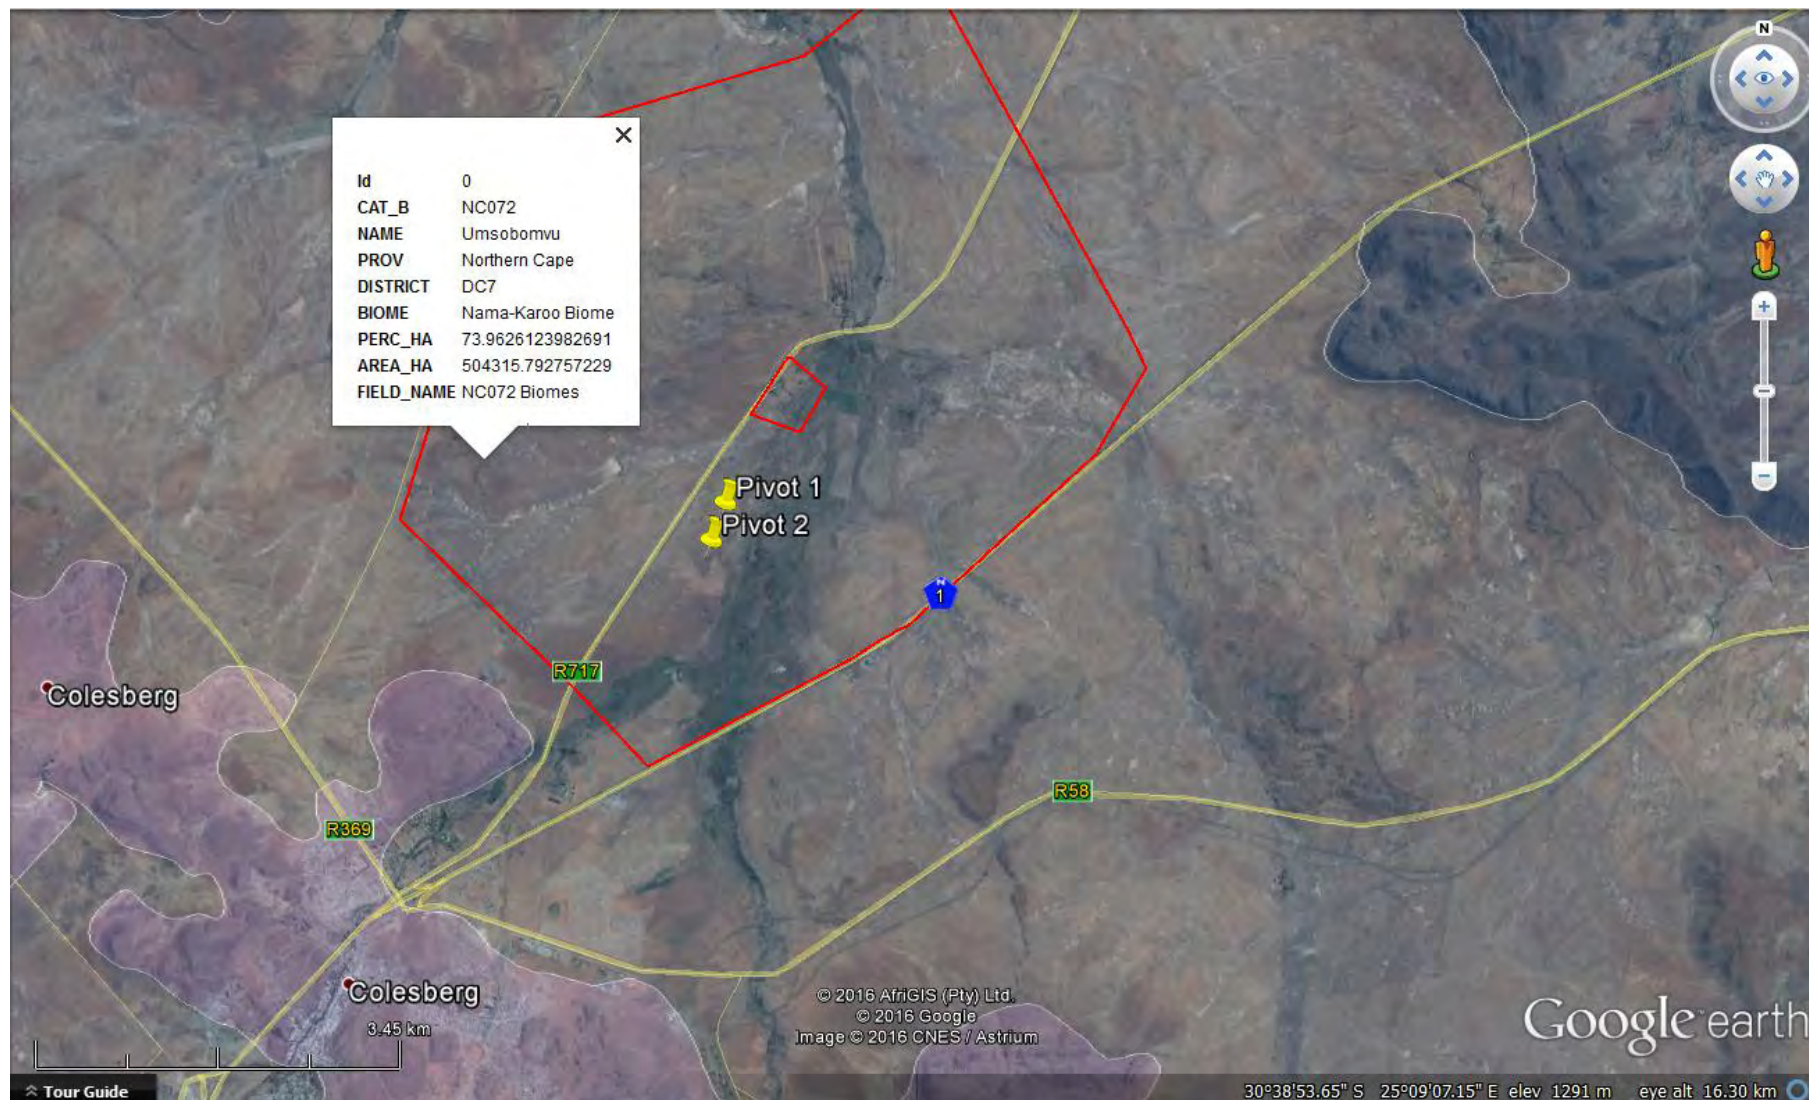 N
Id 0
CAT_B NC072
NAME Umsobomvu
PROV Northern Cape
DISTRICT DC7
BIOME Nama-Karoo Biome
PERC_HA 73.9626123982691
AREA_HA 504315.792757229
FIELD_NAME NC072 Biomes
Pivot 1
Pivot 2
N
1
R717
Colesberg
R58
R369
Colesberg
3.45 km
© 2016 AfriGIS (Pty) Ltd.
© 2016 Google
Image © 2016 CNES / Astrium
Google earth
Tour Guide
30°38'53.65" S 25°09'07.15" E elev 1291 m eye alt 16.30 km